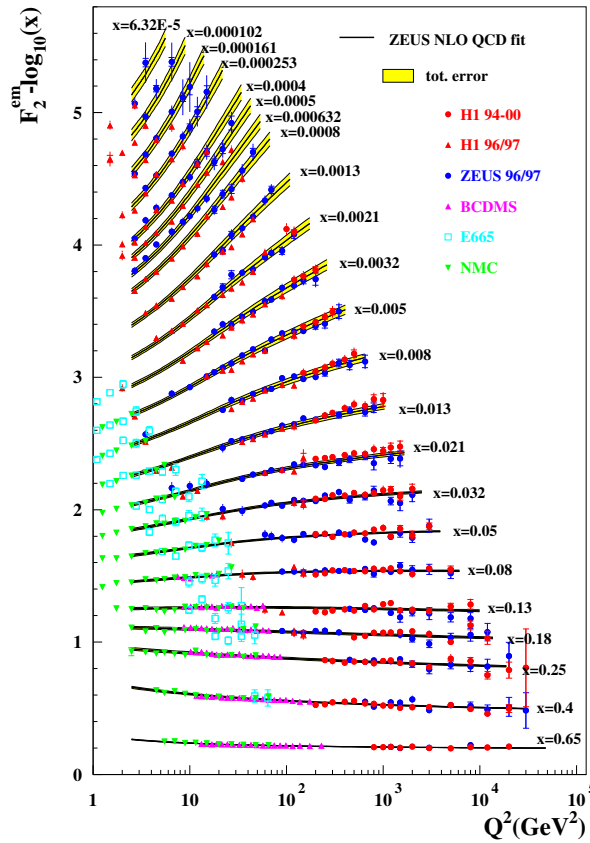 F₂ᵉᵐ-log₁₀(x)
x=6.32E-5
x=0.000102
x=0.000161
x=0.000253
x=0.0004
x=0.0005
x=0.000632
x=0.0008
x=0.0013
x=0.0021
x=0.0032
x=0.005
x=0.008
x=0.013
x=0.021
x=0.032
x=0.05
x=0.08
x=0.13
x=0.18
x=0.25
x=0.4
x=0.65
ZEUS NLO QCD fit
tot. error
H1 94-00
H1 96/97
ZEUS 96/97
BCDMS
E665
NMC
5
4
3
2
1
0
1 10 10² 10³ 10⁴ 10⁵
Q²(GeV²)